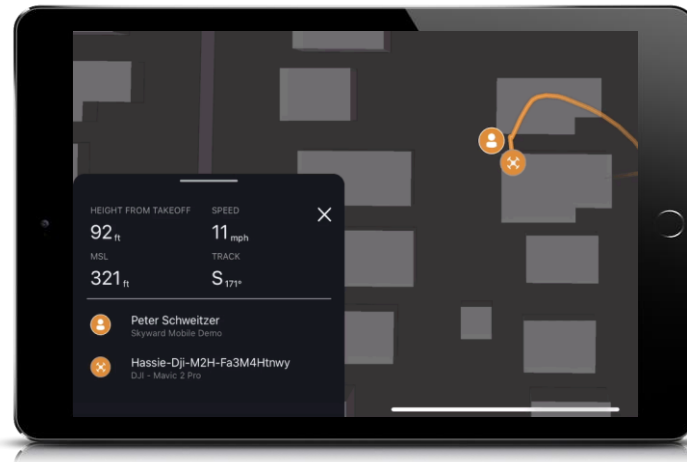 HEIGHT FROM TAKEOFF SPEED
92 ft 11 mph
MSL TRACK
321 ft S 171°
Peter Schweitzer
Skyward Mobile Demo
Hassie-Dji-M2H-Fa3M4Htnwy
DJI - Mavic 2 Pro